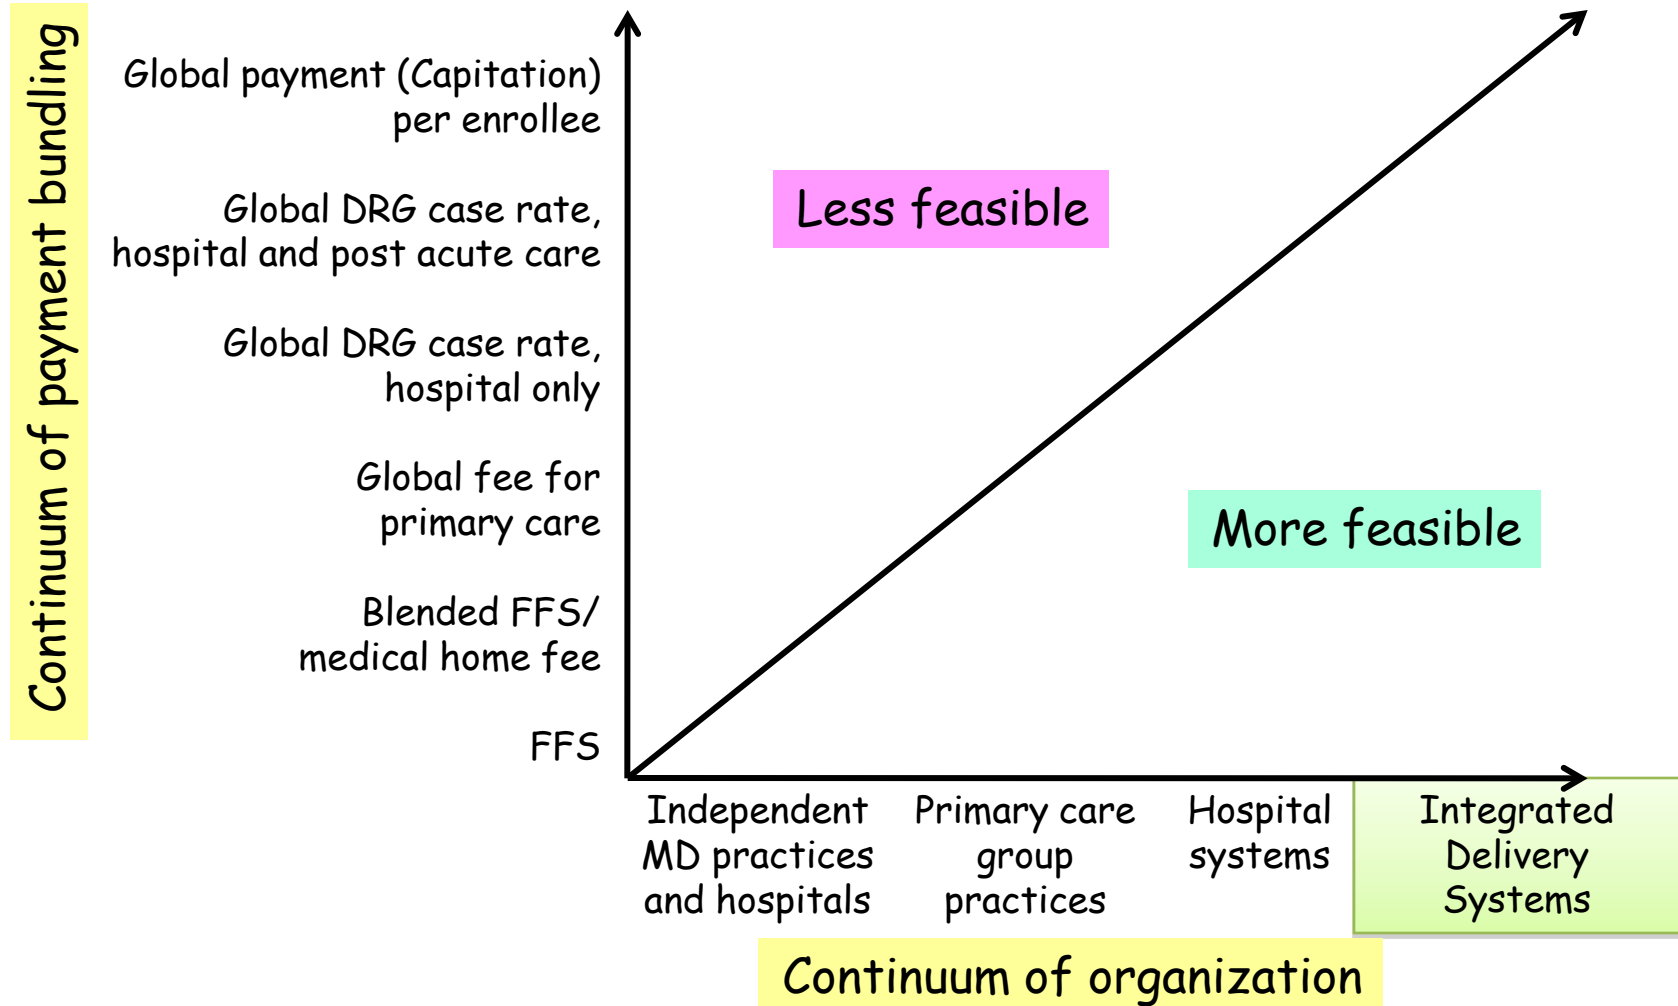 Continuum of payment bundling
Global payment (Capitation)
per enrollee
Global DRG case rate,
hospital and post acute care
Global DRG case rate,
hospital only
Global fee for
primary care
Blended FFS/
medical home fee
FFS
Less feasible
More feasible
Independent
MD practices
and hospitals
Primary care
group
practices
Hospital
systems
Integrated
Delivery
Systems
Continuum of organization